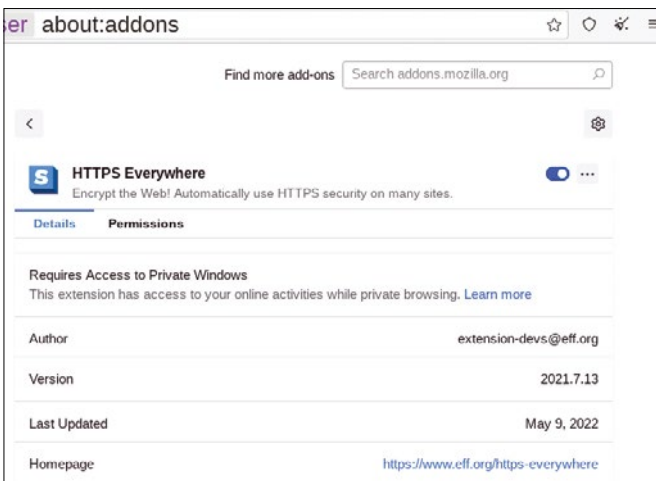 ser about:addons
Find more add-ons Search addons.mozilla.org
HTTPS Everywhere
Encrypt the Web! Automatically use HTTPS security on many sites.
Details Permissions
Requires Access to Private Windows
This extension has access to your online activities while private browsing. Learn more
Author extension-devs@eff.org
Version 2021.7.13
Last Updated May 9, 2022
Homepage https://www.eff.org/https-everywhere